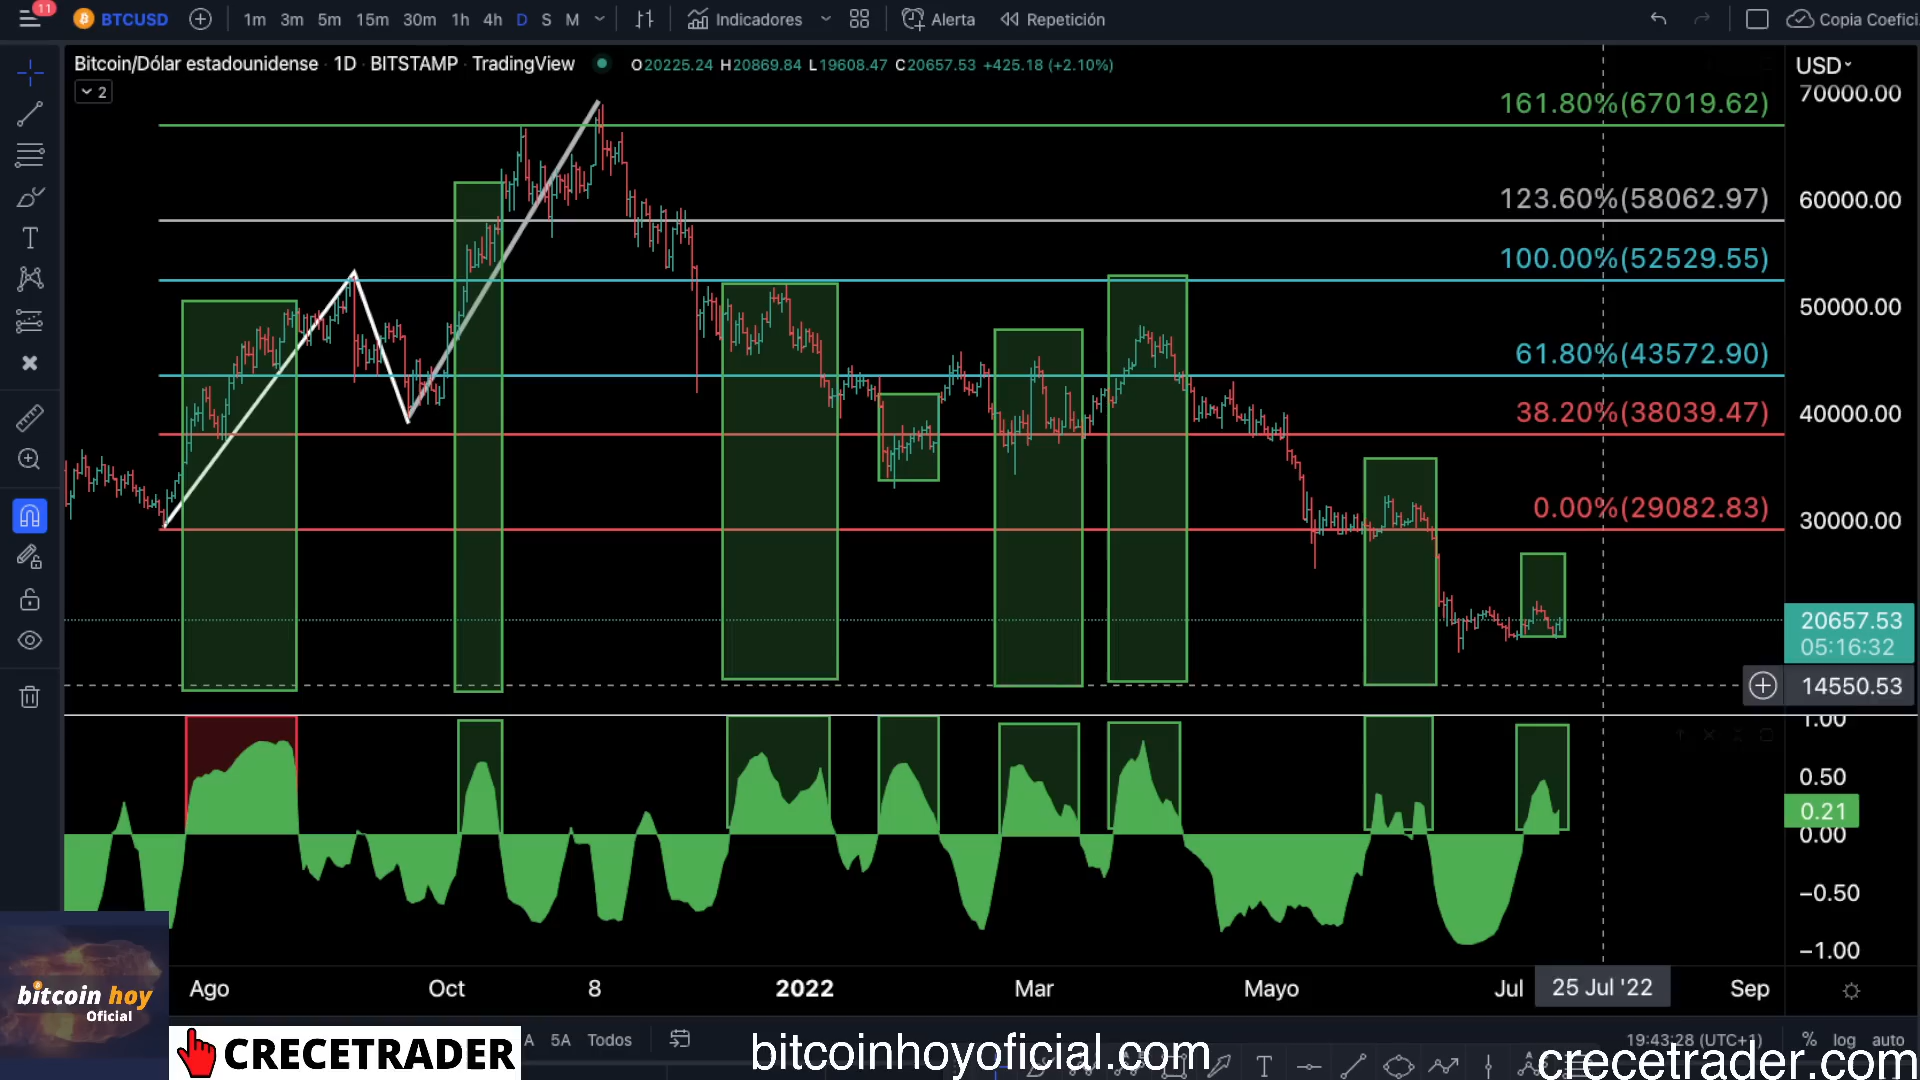 11
BTCUSD
1m 3m 5m 15m 30m 1h 4h D S M
Indicadores
Alerta
Repetición
Copia Coefici
Bitcoin/Dólar estadounidense · 1D · BITSTAMP · TradingView
O20225.24 H20869.84 L19608.47 C20657.53 +425.18 (+2.10%)
2
USD
161.80%(67019.62)
123.60%(58062.97)
100.00%(52529.55)
61.80%(43572.90)
38.20%(38039.47)
0.00%(29082.83)
70000.00
60000.00
50000.00
40000.00
30000.00
20657.53
05:16:32
14550.53
1.00
0.50
0.21
0.00
−0.50
−1.00
Ago Oct 8 2022 Mar Mayo Jul 25 Jul '22 Sep
bitcoin hoy
Oficial
CRECETRADER
A 5A Todos
19:43:28 (UTC+1)
% log auto
bitcoinhoyoficial.com
crecetrader.com